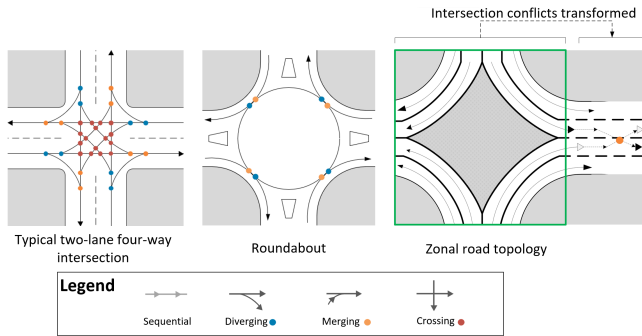 Intersection conflicts transformed
Typical two-lane four-way
intersection
Roundabout
Zonal road topology
Legend
Sequential
Diverging
Merging
Crossing